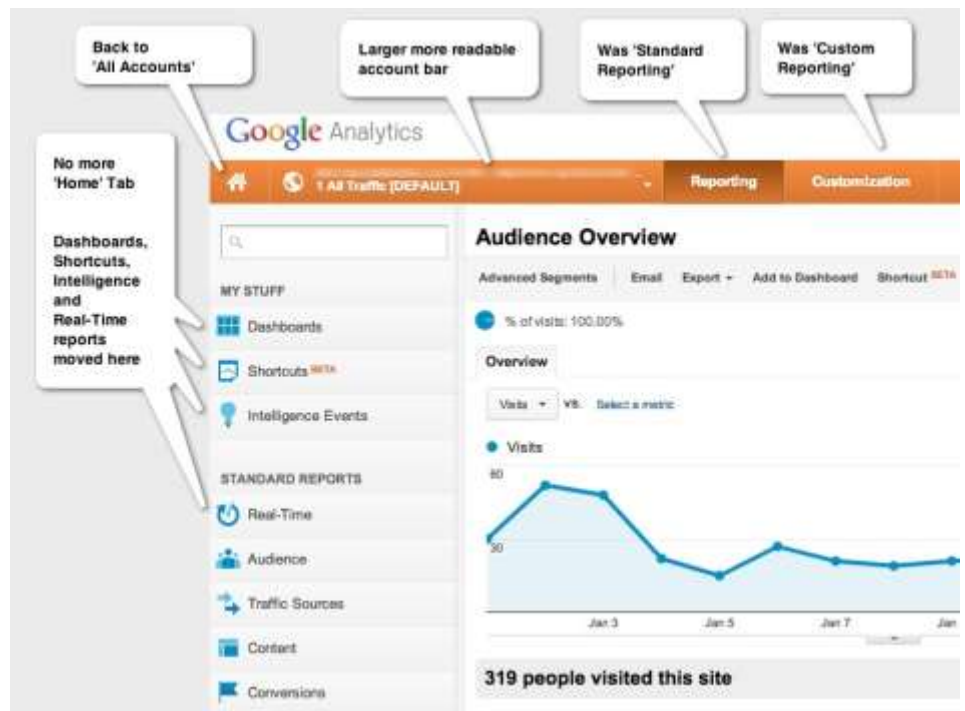 Back to
'All Accounts'
Larger more readable
account bar
Was 'Standard
Reporting'
Was 'Custom
Reporting'
No more
'Home' Tab
Dashboards,
Shortcuts,
Intelligence
and
Real-Time
reports
moved here
Google Analytics
1 All Traffic [DEFAULT]
Reporting
Customization
MY STUFF
Dashboards
Shortcuts BETA
Intelligence Events
STANDARD REPORTS
Real-Time
Audience
Traffic Sources
Content
Conversions
Audience Overview
Advanced Segments Email Export Add to Dashboard Shortcut BETA
% of visits: 100.00%
Overview
Visits VS. Select a metric
Visits
60
30
Jan 3 Jan 5 Jan 7 Jan
319 people visited this site